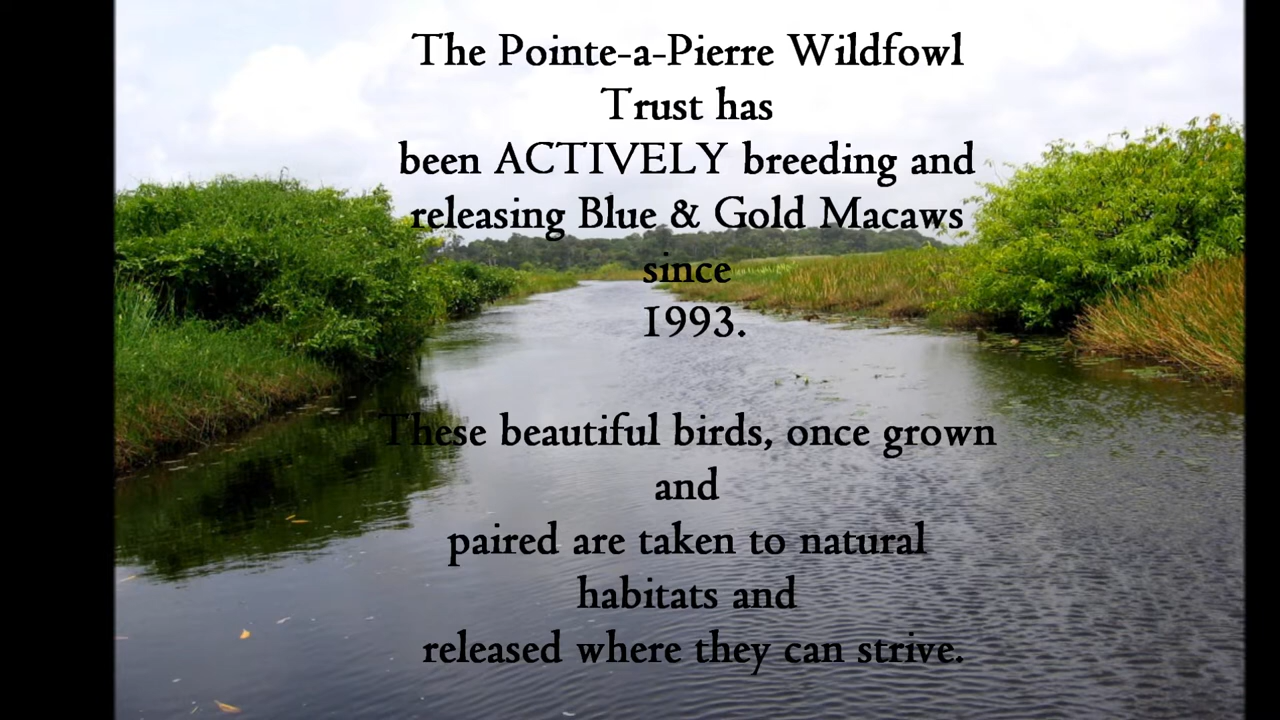 The Pointe-a-Pierre Wildfowl
Trust has
been ACTIVELY breeding and
releasing Blue & Gold Macaws
since
1993.
These beautiful birds, once grown
and
paired are taken to natural
habitats and
released where they can strive.